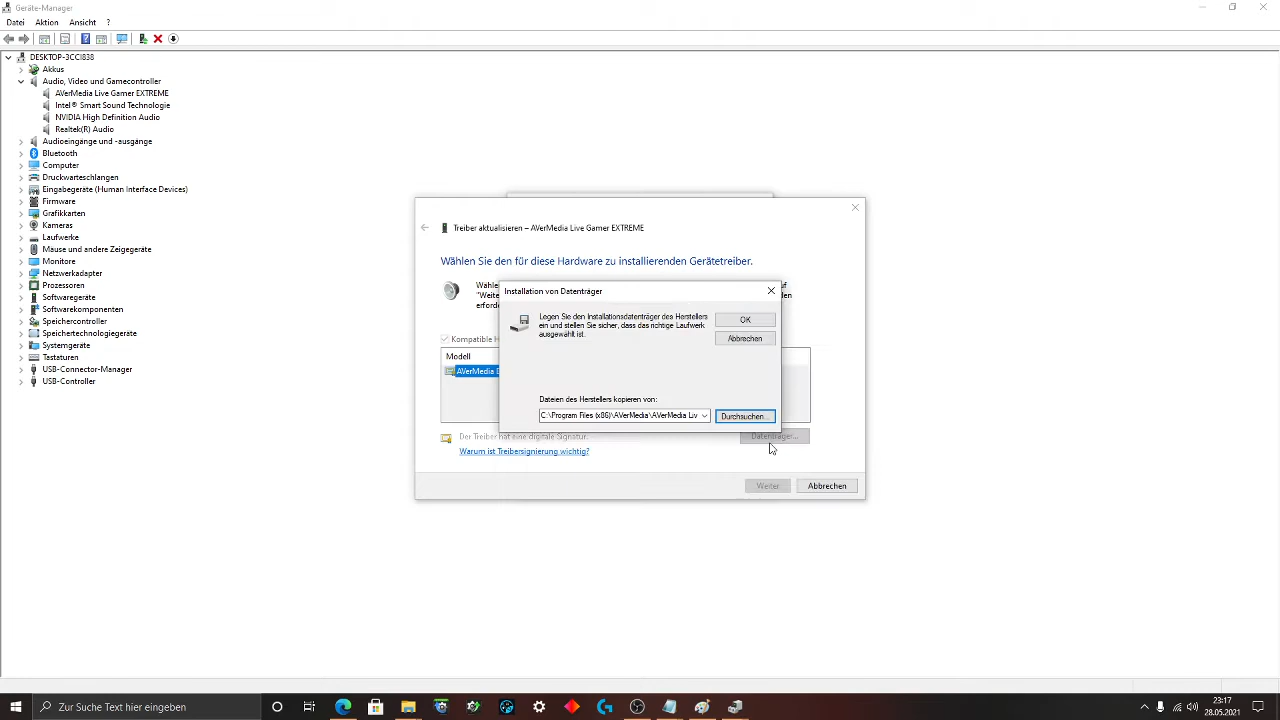 Geräte-Manager
Datei Aktion Ansicht ?
DESKTOP-3CCI838
Akkus
Audio, Video und Gamecontroller
AVerMedia Live Gamer EXTREME
Intel® Smart Sound Technologie
NVIDIA High Definition Audio
Realtek(R) Audio
Audioeingänge und -ausgänge
Bluetooth
Computer
Druckwarteschlangen
Eingabegeräte (Human Interface Devices)
Firmware
Grafikkarten
Kameras
Laufwerke
Mäuse und andere Zeigegeräte
Monitore
Netzwerkadapter
Prozessoren
Softwaregeräte
Softwarekomponenten
Speichercontroller
Speichertechnologiegeräte
Systemgeräte
Tastaturen
USB-Connector-Manager
USB-Controller
Treiber aktualisieren – AVerMedia Live Gamer EXTREME
Wählen Sie den für diese Hardware zu installierenden Gerätetreiber.
Installation von Datenträger
Legen Sie den Installationsdatenträger des Herstellers
ein und stellen Sie sicher, dass das richtige Laufwerk
ausgewählt ist.
OK
Abbrechen
Dateien des Herstellers kopieren von:
C:\Program Files (x86)\AVerMedia\AVerMedia Liv
Durchsuchen...
Kompatible
Modell
AVerMedia
Der Treiber hat eine digitale Signatur.
Datenträger...
Warum ist Treibersignierung wichtig?
Weiter
Abbrechen
Zur Suche Text hier eingeben
23:17
28.05.2021